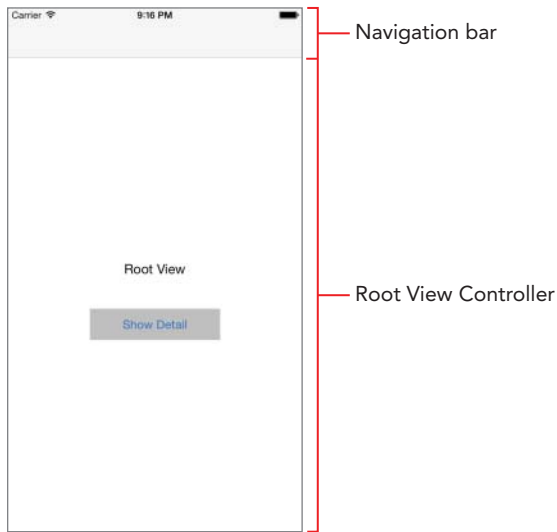 Carrier 9:16 PM
Navigation bar
Root View
Root View Controller
Show Detail